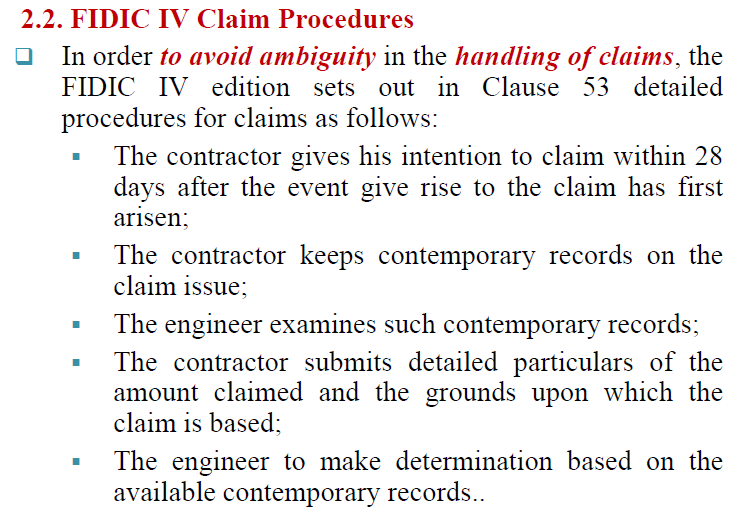 2.2. FIDIC IV Claim Procedures
In order to avoid ambiguity in the handling of claims, the
FIDIC IV edition sets out in Clause 53 detailed
procedures for claims as follows:
The contractor gives his intention to claim within 28
days after the event give rise to the claim has first
arisen;
The contractor keeps contemporary records on the
claim issue;
The engineer examines such contemporary records;
The contractor submits detailed particulars of the
amount claimed and the grounds upon which the
claim is based;
The engineer to make determination based on the
available contemporary records..